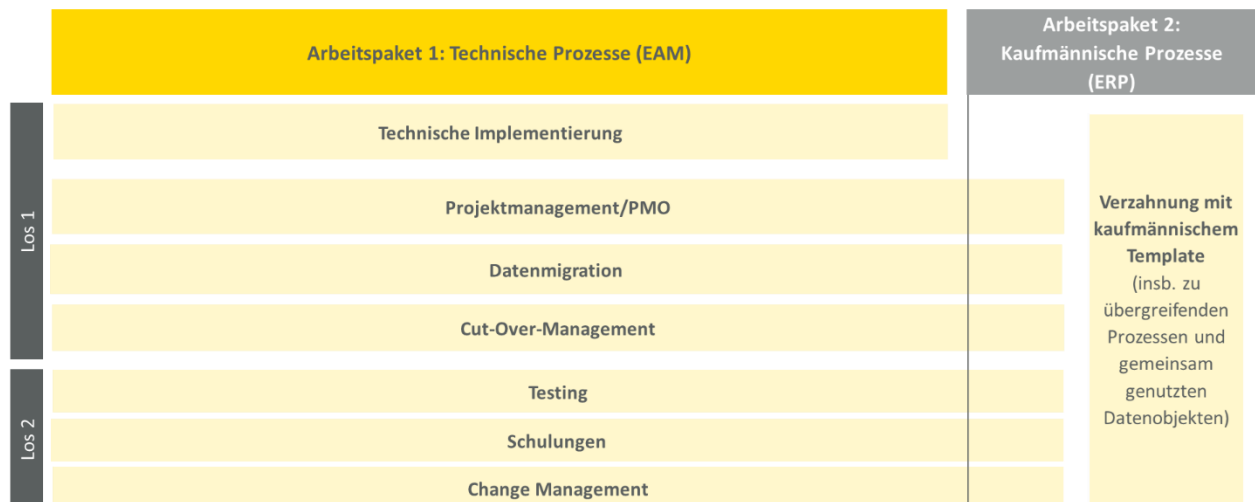 Arbeitspaket 1: Technische Prozesse (EAM)
Arbeitspaket 2:
Kaufmännische Prozesse
(ERP)
Los 1
Technische Implementierung
Projektmanagement/PMO
Datenmigration
Cut-Over-Management
Los 2
Testing
Schulungen
Change Management
Verzahnung mit
kaufmännischem
Template
(insb. zu
übergreifenden
Prozessen und
gemeinsam
genutzten
Datenobjekten)